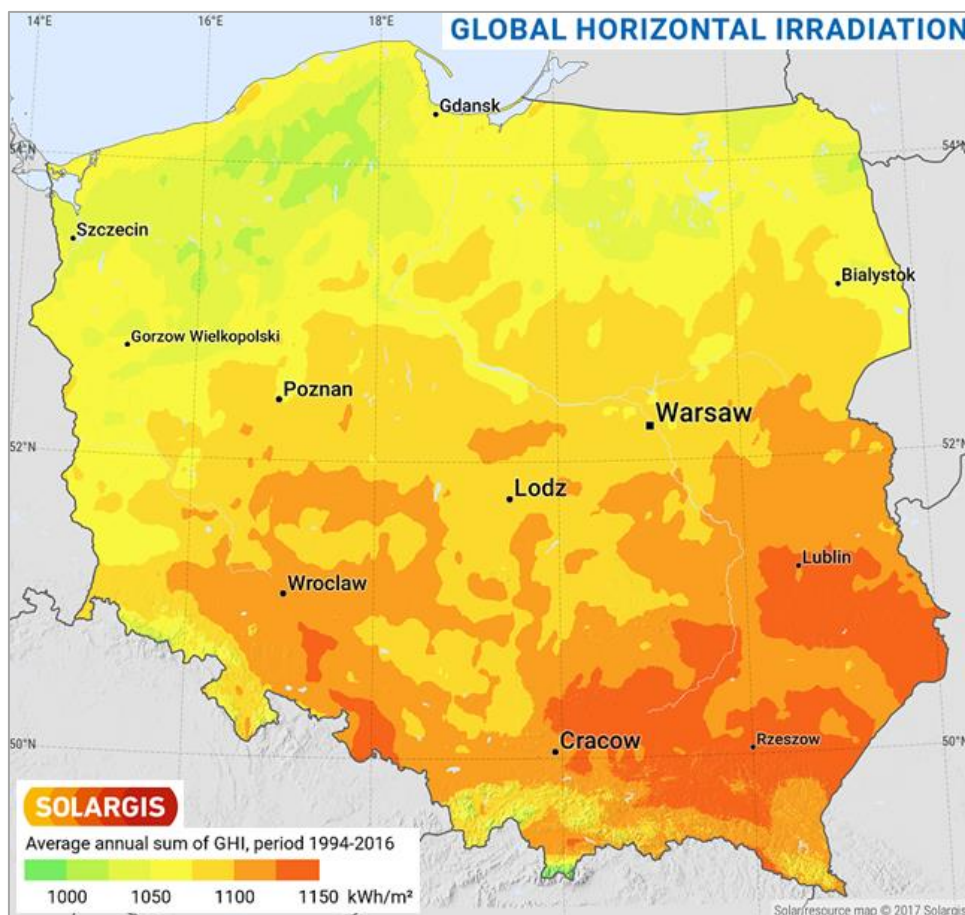 14°E 16°E 18°E
GLOBAL HORIZONTAL IRRADIATION
Gdansk
54°N 54°N
Szczecin
Bialystok
Gorzow Wielkopolski
Poznan
Warsaw
52°N 52°N
Lodz
Lublin
Wroclaw
50°N 50°N
Cracow
Rzeszow
SOLARGIS
Average annual sum of GHI, period 1994-2016
1000 1050 1100 1150 kWh/m²
Solar resource map © 2017 Solargis